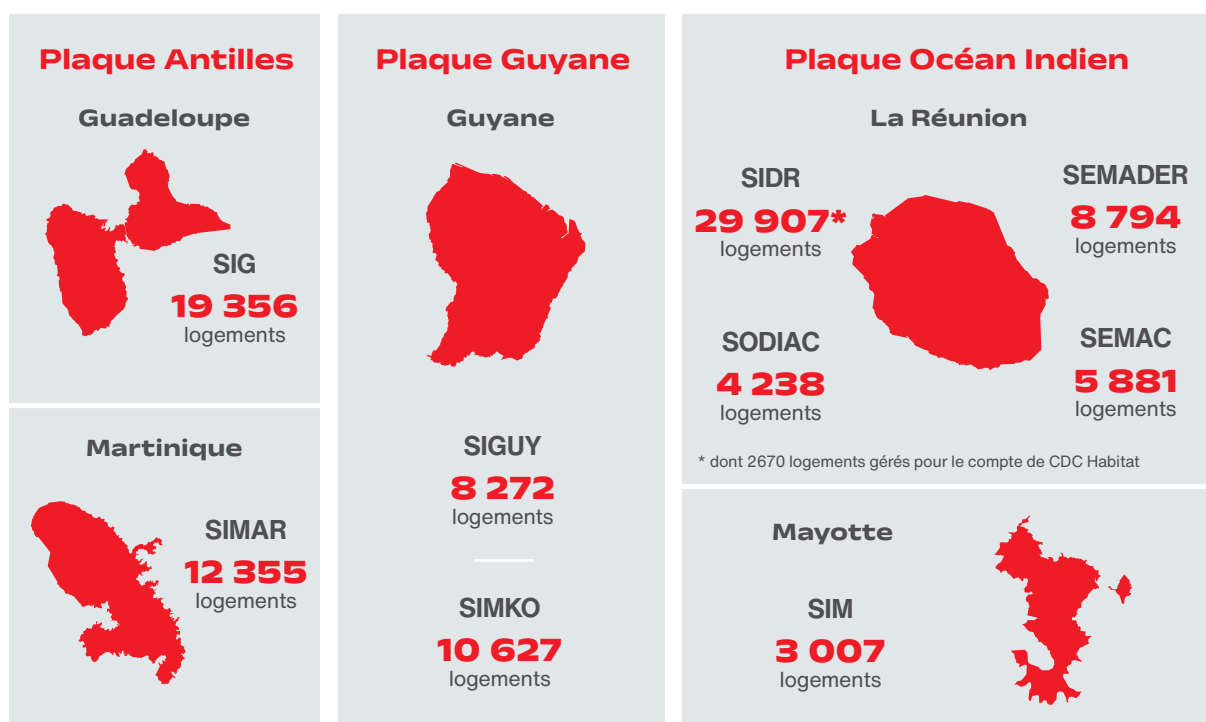 Plaque Antilles
Guadeloupe
SIG
19 356
logements
Martinique
SIMAR
12 355
logements
Plaque Guyane
Guyane
SIGUY
8 272
logements
SIMKO
10 627
logements
Plaque Océan Indien
La Réunion
SIDR
29 907*
logements
SEMADER
8 794
logements
SODIAC
4 238
logements
SEMAC
5 881
logements
* dont 2670 logements gérés pour le compte de CDC Habitat
Mayotte
SIM
3 007
logements